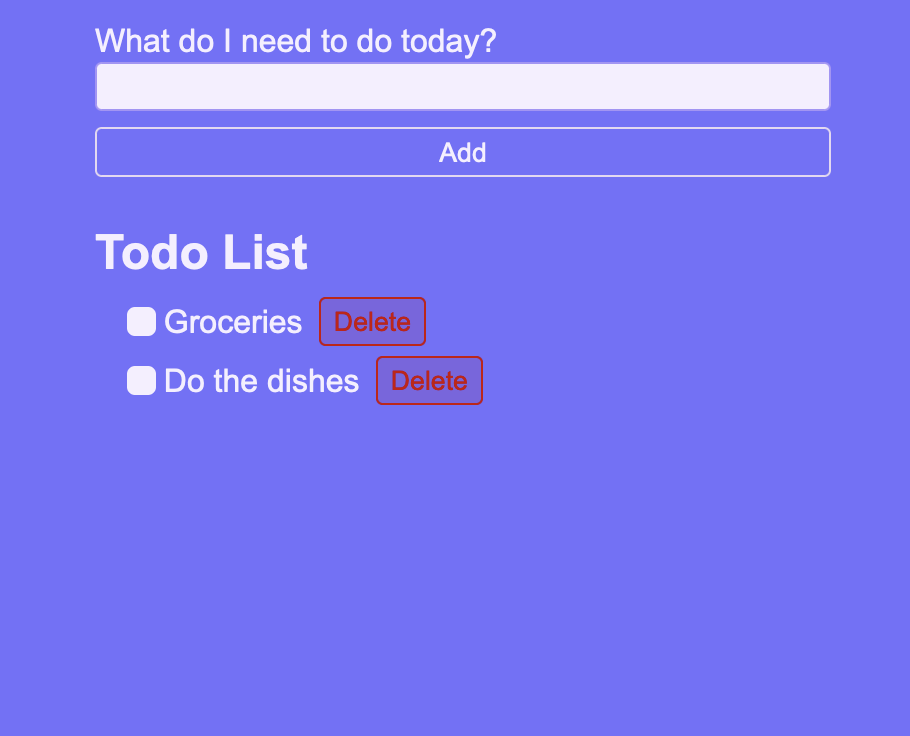 What do I need to do today?
Add
Todo List
Groceries Delete
Do the dishes Delete